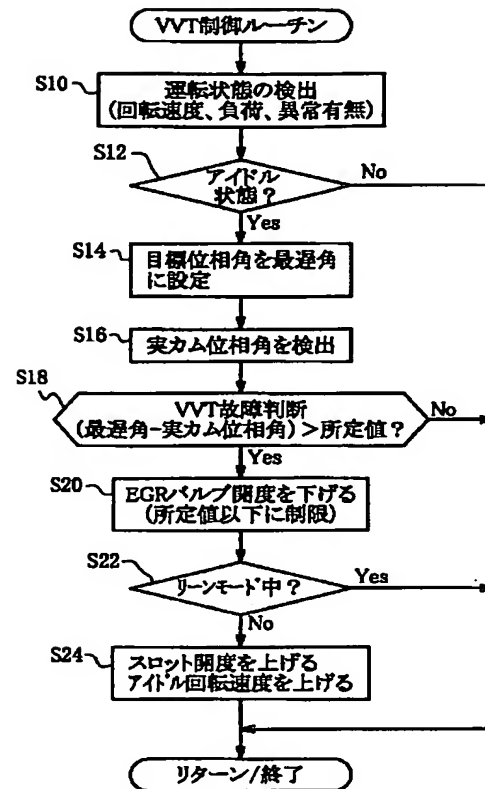 VVT制御ルーチン
S10
運転状態の検出
(回転速度、負荷、異常有無)
S12
アイドル
状態？
No
Yes
S14
目標位相角を最遅角
に設定
S16
実カム位相角を検出
S18
VVT故障判断
(最遅角-実カム位相角)＞所定値？
No
Yes
S20
EGRバルブ開度を下げる
(所定値以下に制限)
S22
リーンモード中？
Yes
No
S24
スロット開度を上げる
アイドル回転速度を上げる
リターン/終了